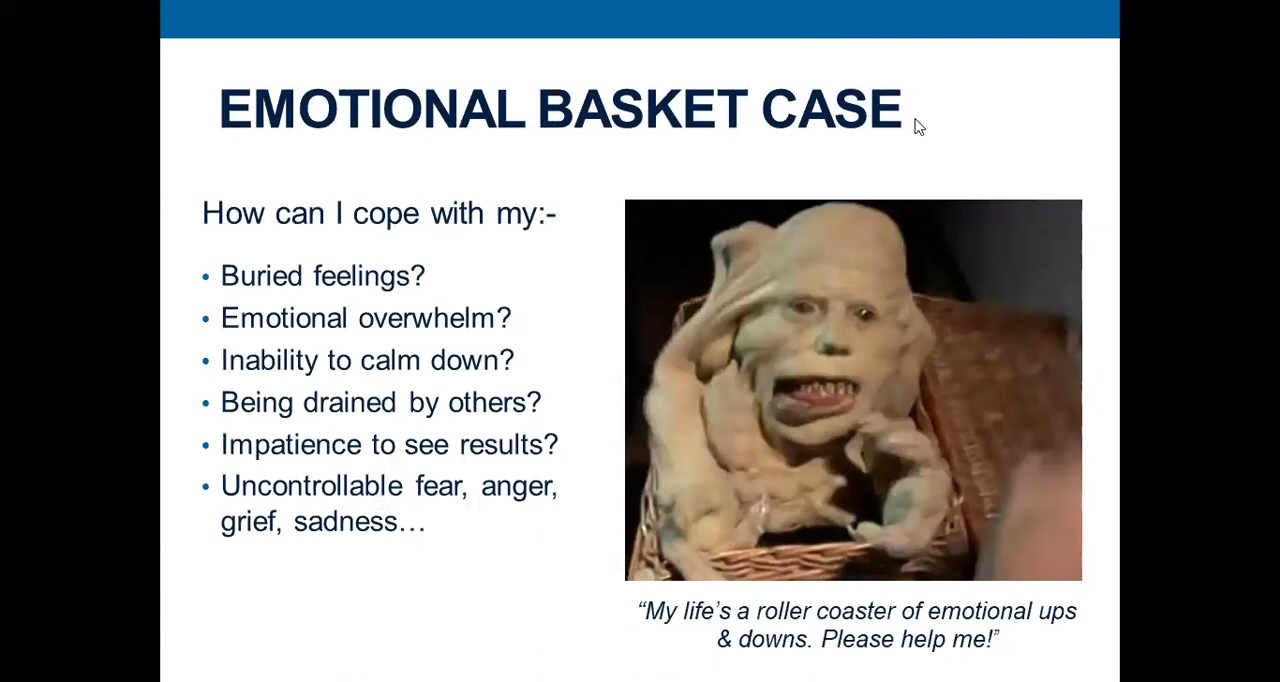 EMOTIONAL BASKET CASE
How can I cope with my:-
• Buried feelings?
• Emotional overwhelm?
• Inability to calm down?
• Being drained by others?
• Impatience to see results?
• Uncontrollable fear, anger,
grief, sadness…
“My life’s a roller coaster of emotional ups
& downs. Please help me!”